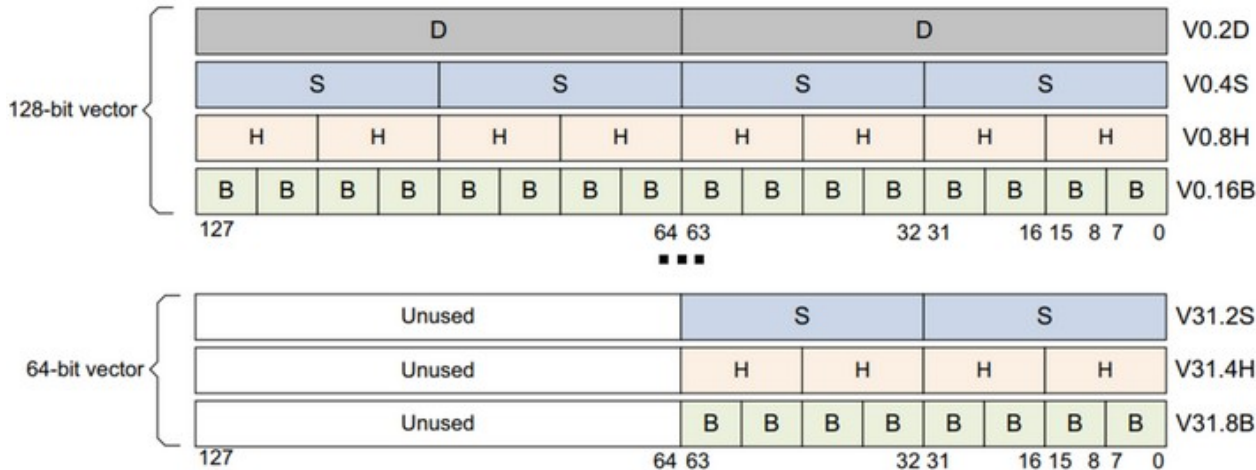 D D V0.2D
128-bit vector S S S S V0.4S
H H H H H H H H V0.8H
B B B B B B B B B B B B B B B B V0.16B
127 64 63 32 31 16 15 8 7 0
Unused S S V31.2S
64-bit vector Unused H H H H V31.4H
Unused B B B B B B B B V31.8B
127 64 63 32 31 16 15 8 7 0